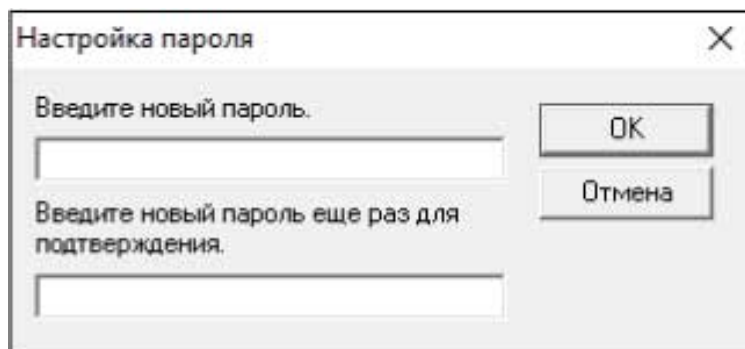 Настройка пароля
Введите новый пароль.
OK
Отмена
Введите новый пароль еще раз для
подтверждения.